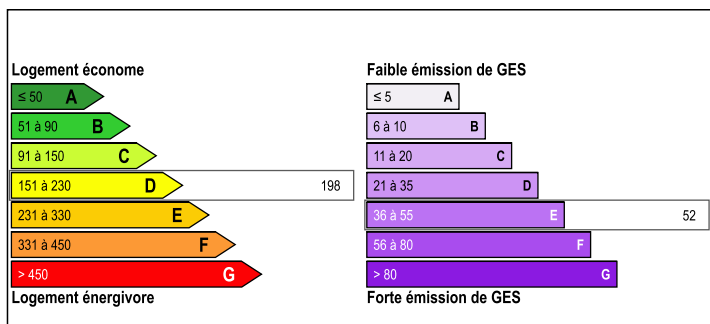 Logement économe
≤ 50 A
51 à 90 B
91 à 150 C
151 à 230 D 198
231 à 330 E
331 à 450 F
> 450 G
Logement énergivore
Faible émission de GES
≤ 5 A
6 à 10 B
11 à 20 C
21 à 35 D
36 à 55 E 52
56 à 80 F
> 80 G
Forte émission de GES